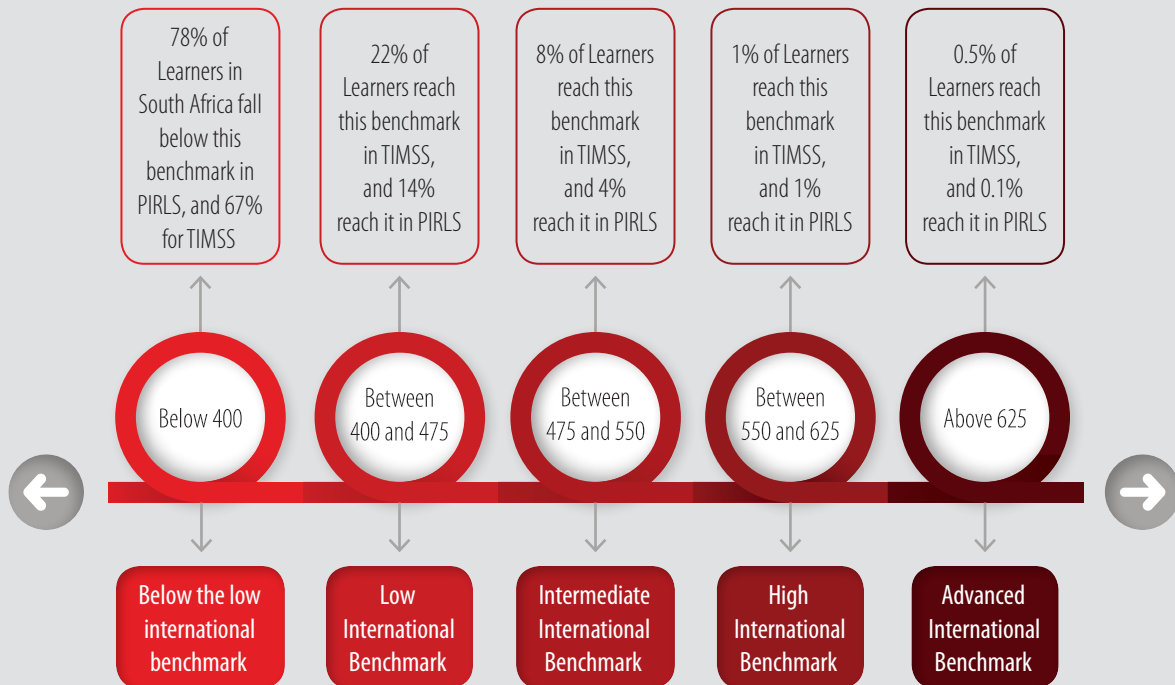 78% of
Learners in
South Africa fall
below this
benchmark in
PIRLS, and 67%
for TIMSS
22% of
Learners reach
this benchmark
in TIMSS,
and 14%
reach it in PIRLS
8% of Learners
reach this
benchmark
in TIMSS,
and 4%
reach it in PIRLS
1% of Learners
reach this
benchmark
in TIMSS,
and 1%
reach it in PIRLS
0.5% of
Learners reach
this benchmark
in TIMSS,
and 0.1%
reach it in PIRLS
Below 400
Between
400 and 475
Between
475 and 550
Between
550 and 625
Above 625
Below the low
international
benchmark
Low
International
Benchmark
Intermediate
International
Benchmark
High
International
Benchmark
Advanced
International
Benchmark